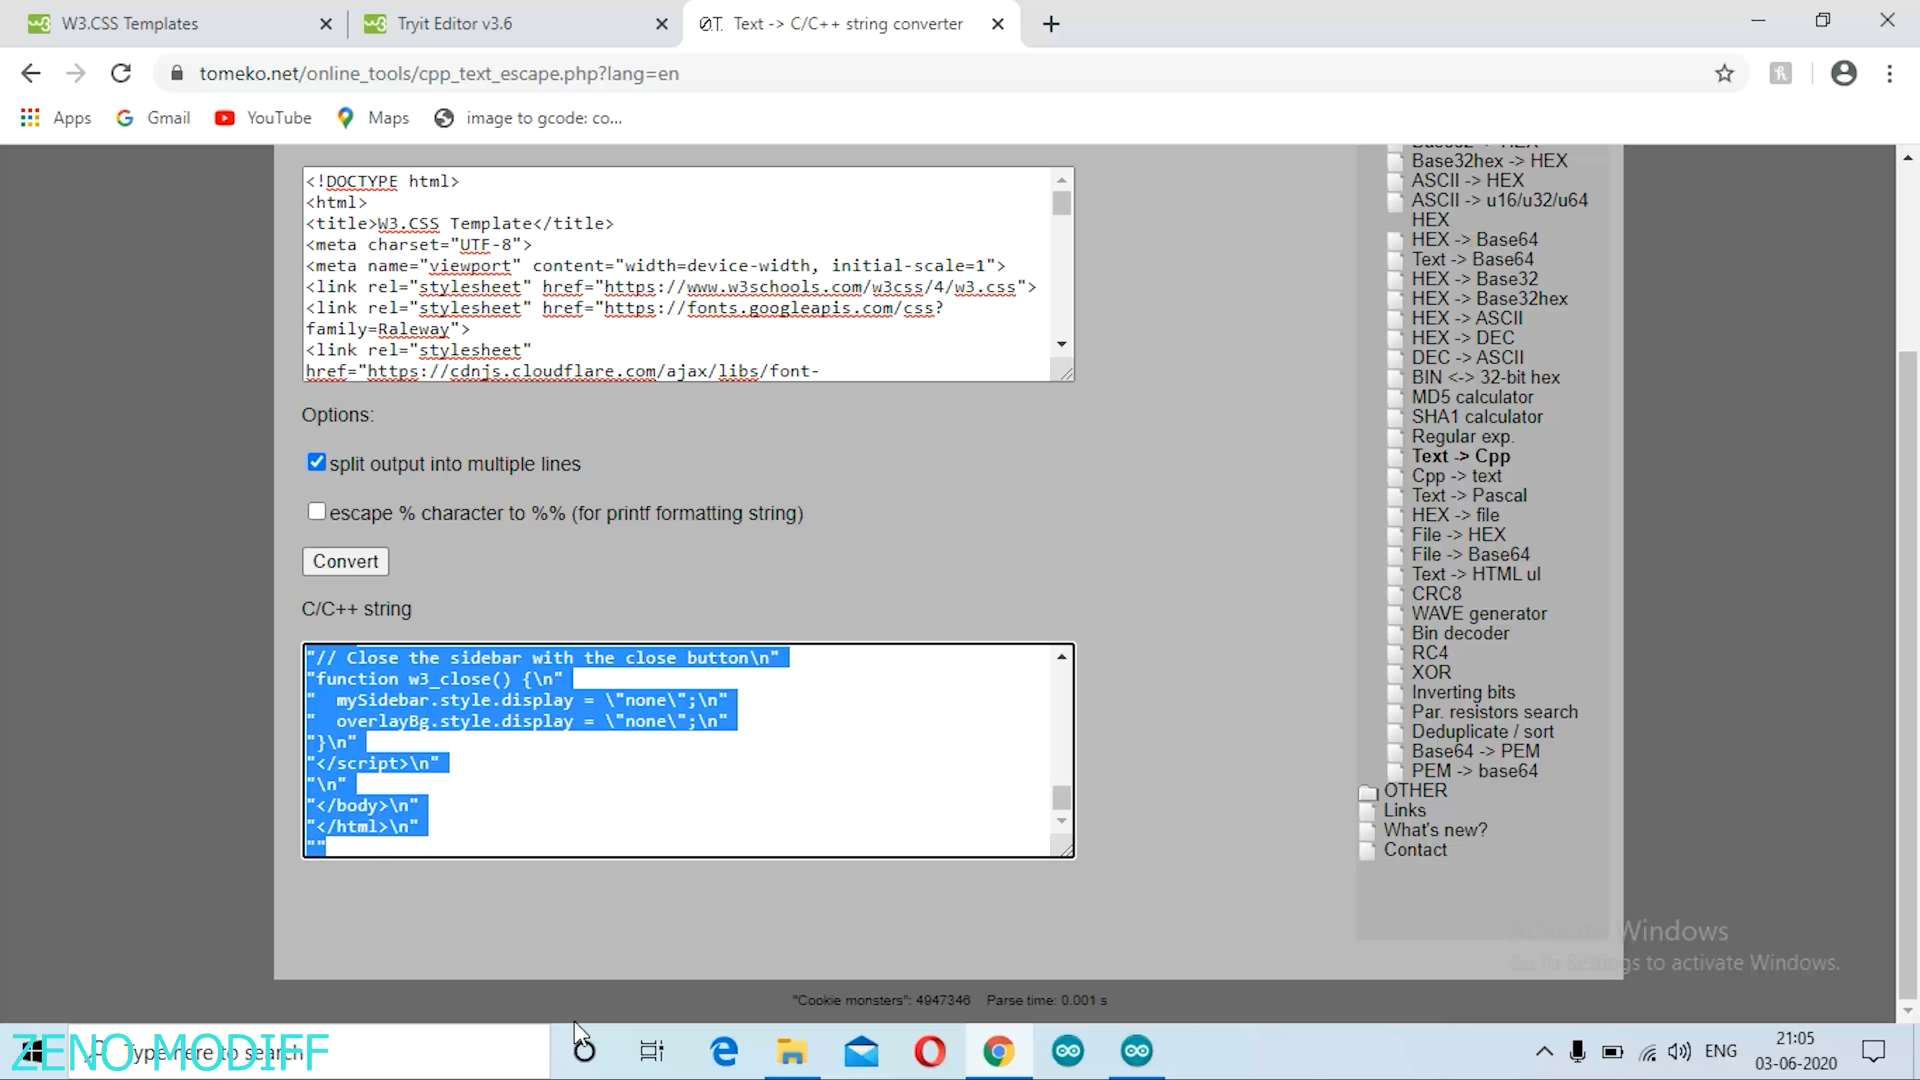 W3.CSS Templates
Tryit Editor v3.6
Text -> C/C++ string converter
tomeko.net/online_tools/cpp_text_escape.php?lang=en
Apps
Gmail
YouTube
Maps
image to gcode: co...
<!DOCTYPE html>
<html>
<title>W3.CSS Template</title>
<meta charset="UTF-8">
<meta name="viewport" content="width=device-width, initial-scale=1">
<link rel="stylesheet" href="https://www.w3schools.com/w3css/4/w3.css">
<link rel="stylesheet" href="https://fonts.googleapis.com/css?
family=Raleway">
<link rel="stylesheet"
href="https://cdnjs.cloudflare.com/ajax/libs/font-
Options:
split output into multiple lines
escape % character to %% (for printf formatting string)
Convert
C/C++ string
"// Close the sidebar with the close button\n"
"function w3_close() {\n"
"  mySidebar.style.display = \"none\";\n"
"  overlayBg.style.display = \"none\";\n"
"}\n"
"</script>\n"
"\n"
"</body>\n"
"</html>\n"
""
Base32hex -> HEX
ASCII -> HEX
ASCII -> u16/u32/u64
HEX
HEX -> Base64
Text -> Base64
HEX -> Base32
HEX -> Base32hex
HEX -> ASCII
HEX -> DEC
DEC -> ASCII
BIN <-> 32-bit hex
MD5 calculator
SHA1 calculator
Regular exp.
Text -> Cpp
Cpp -> text
Text -> Pascal
HEX -> file
File -> HEX
File -> Base64
Text -> HTML ul
CRC8
WAVE generator
Bin decoder
RC4
XOR
Inverting bits
Par. resistors search
Deduplicate / sort
Base64 -> PEM
PEM -> base64
OTHER
Links
What's new?
Contact
Activate Windows
Go to Settings to activate Windows.
"Cookie monsters": 4947346 Parse time: 0.001 s
ZENO MODIFF
Type here to search
ENG
21:05
03-06-2020